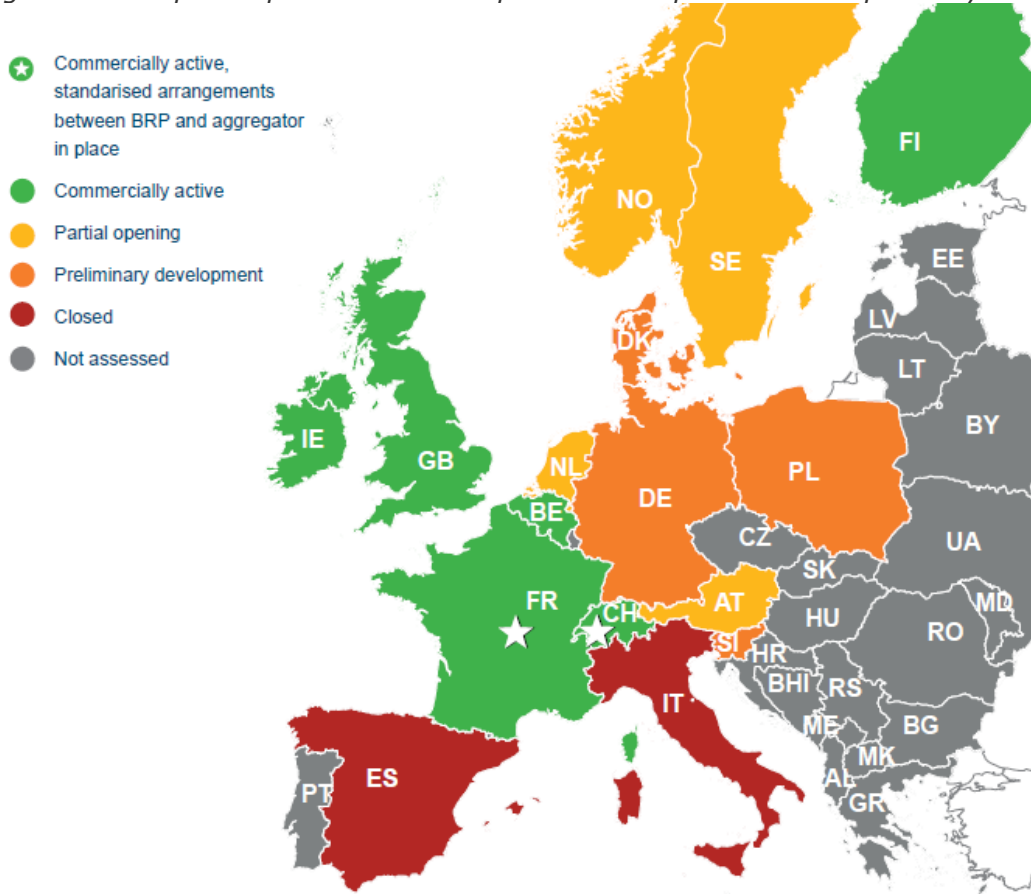 Commercially active,
standarised arrangements
between BRP and aggregator
in place
Commercially active
Partial opening
Preliminary development
Closed
Not assessed
FI
NO
SE
EE
LV
LT
DK
BY
IE
GB
NL
PL
DE
BE
UA
CZ
SK
FR
CH
AT
MD
HU
RO
SI
HR
BHI
RS
IT
ME
BG
MK
ES
PT
AL
GR